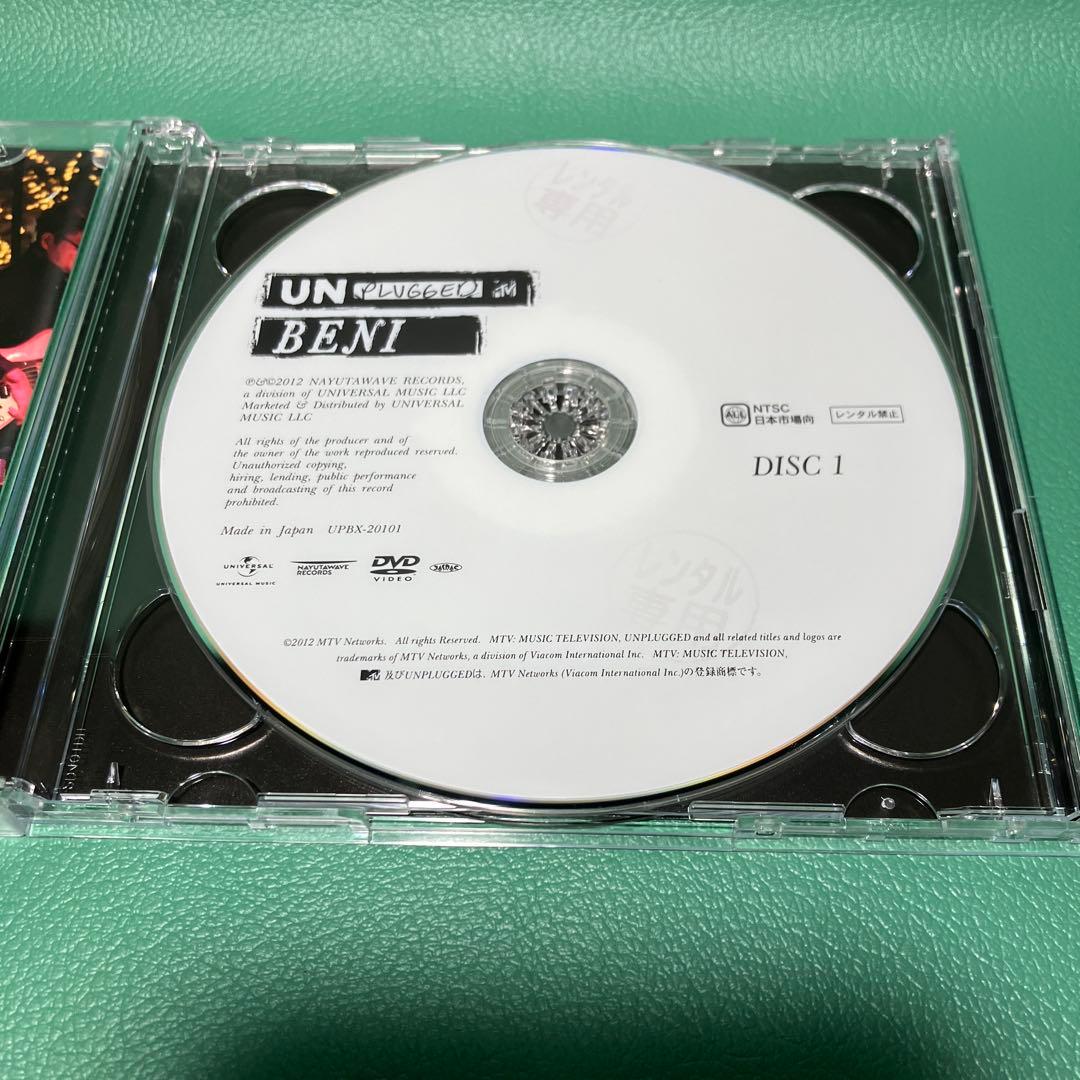 レンタル
専用
UNPLUGGED MTV
BENI
℗&©2012 NAYUTAWAVE RECORDS,
a division of UNIVERSAL MUSIC LLC
Marketed & Distributed by UNIVERSAL
MUSIC LLC
All rights of the producer and of
the owner of the work reproduced reserved.
Unauthorized copying,
hiring, lending, public performance
and broadcasting of this record
prohibited.
Made in Japan UPBX-20101
ALL NTSC
日本市場向
レンタル禁止
DISC 1
UNIVERSAL
UNIVERSAL MUSIC
NAYUTAWAVE
RECORDS
DVD
VIDEO
レンタル
専用
©2012 MTV Networks. All rights Reserved. MTV: MUSIC TELEVISION, UNPLUGGED and all related titles and logos are
trademarks of MTV Networks, a division of Viacom International Inc. MTV: MUSIC TELEVISION,
MTV 及びUNPLUGGEDは、MTV Networks (Viacom International Inc.)の登録商標です。